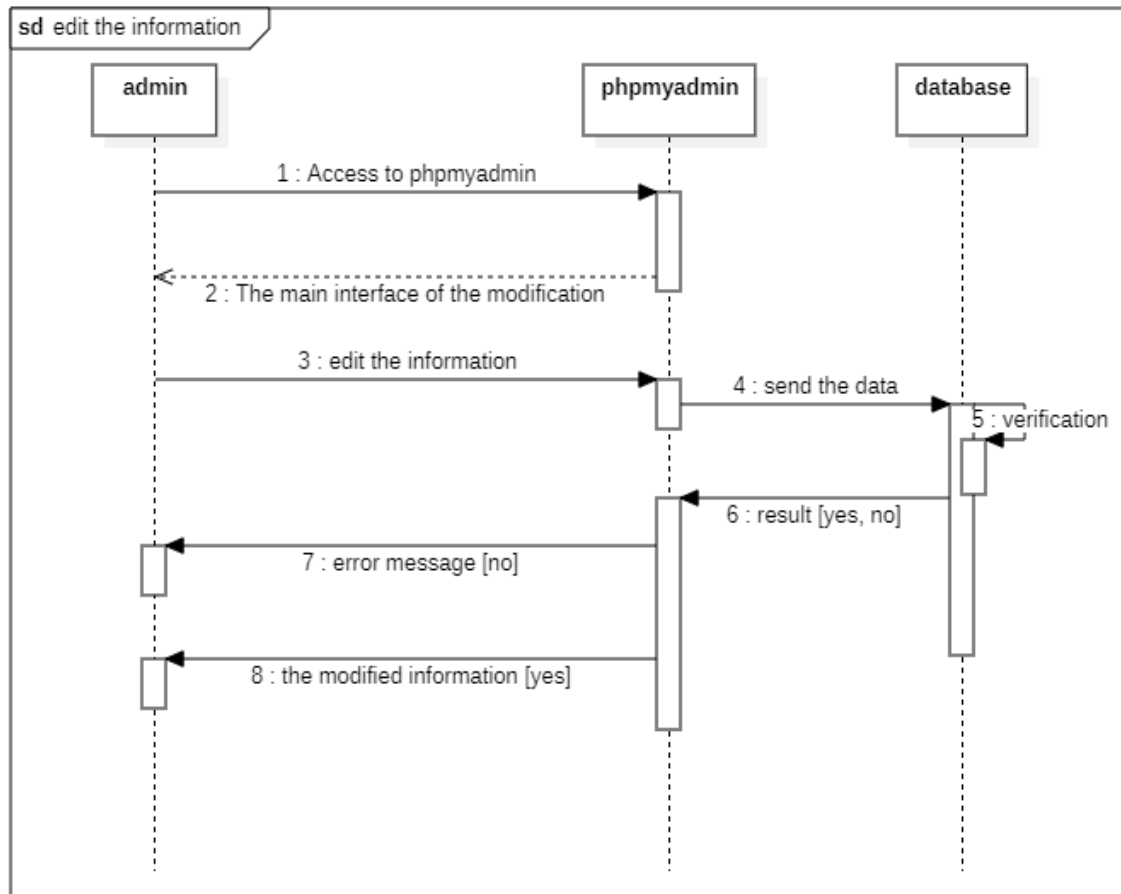 sd edit the information
admin
phpmyadmin
database
1 : Access to phpmyadmin
2 : The main interface of the modification
3 : edit the information
4 : send the data
5 : verification
6 : result [yes, no]
7 : error message [no]
8 : the modified information [yes]